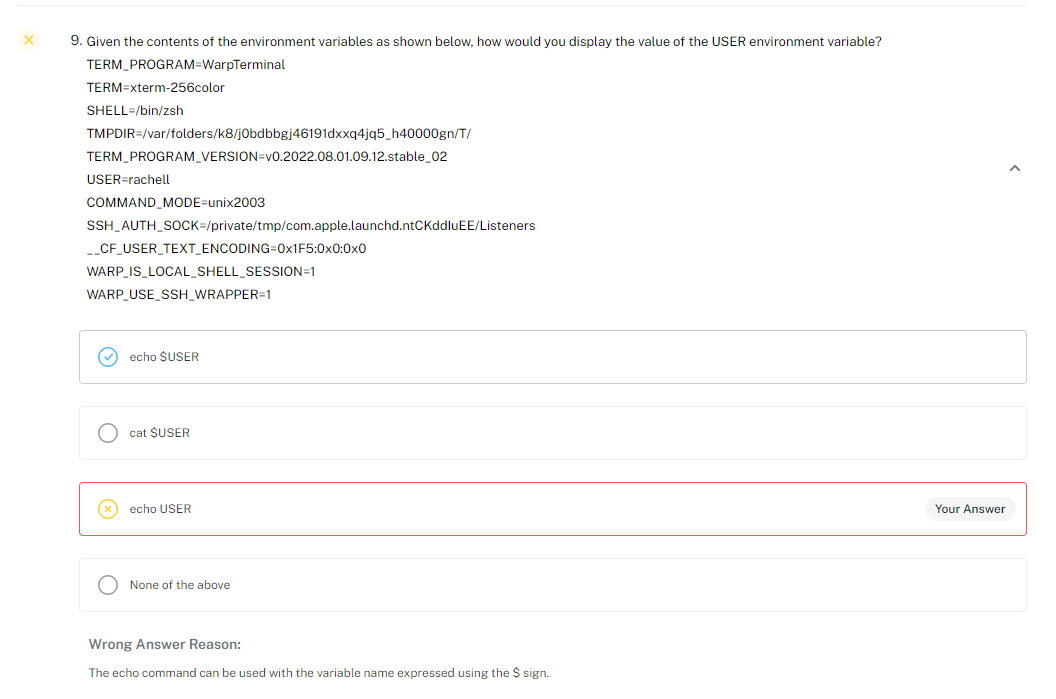 9. Given the contents of the environment variables as shown below, how would you display the value of the USER environment variable?
TERM_PROGRAM=WarpTerminal
TERM=xterm-256color
SHELL=/bin/zsh
TMPDIR=/var/folders/k8/j0bdbbgj46191dxxq4jq5_h40000gn/T/
TERM_PROGRAM_VERSION=v0.2022.08.01.09.12.stable_02
USER=rachell
COMMAND_MODE=unix2003
SSH_AUTH_SOCK=/private/tmp/com.apple.launchd.ntCKddIuEE/Listeners
__CF_USER_TEXT_ENCODING=0x1F5:0x0:0x0
WARP_IS_LOCAL_SHELL_SESSION=1
WARP_USE_SSH_WRAPPER=1
echo $USER
cat $USER
echo USER Your Answer
None of the above
Wrong Answer Reason:
The echo command can be used with the variable name expressed using the $ sign.